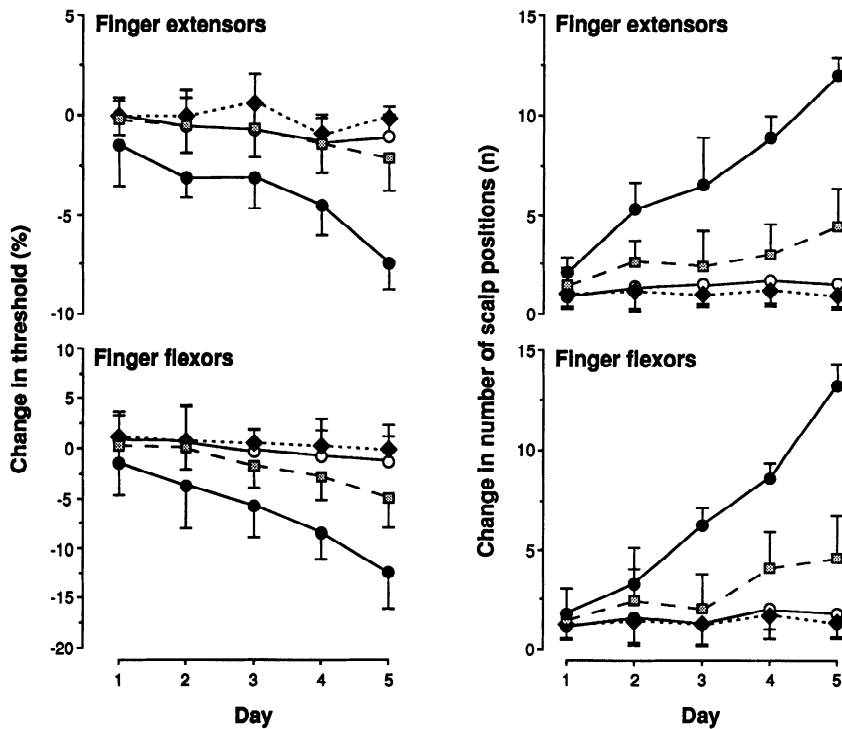 Finger extensors
5
0
-5
-10
Finger flexors
10
5
0
-5
-10
-15
-20
1 2 3 4 5
Day
Change in threshold (%)
Finger extensors
15
10
5
0
Finger flexors
15
10
5
0
1 2 3 4 5
Day
Change in number of scalp positions (n)